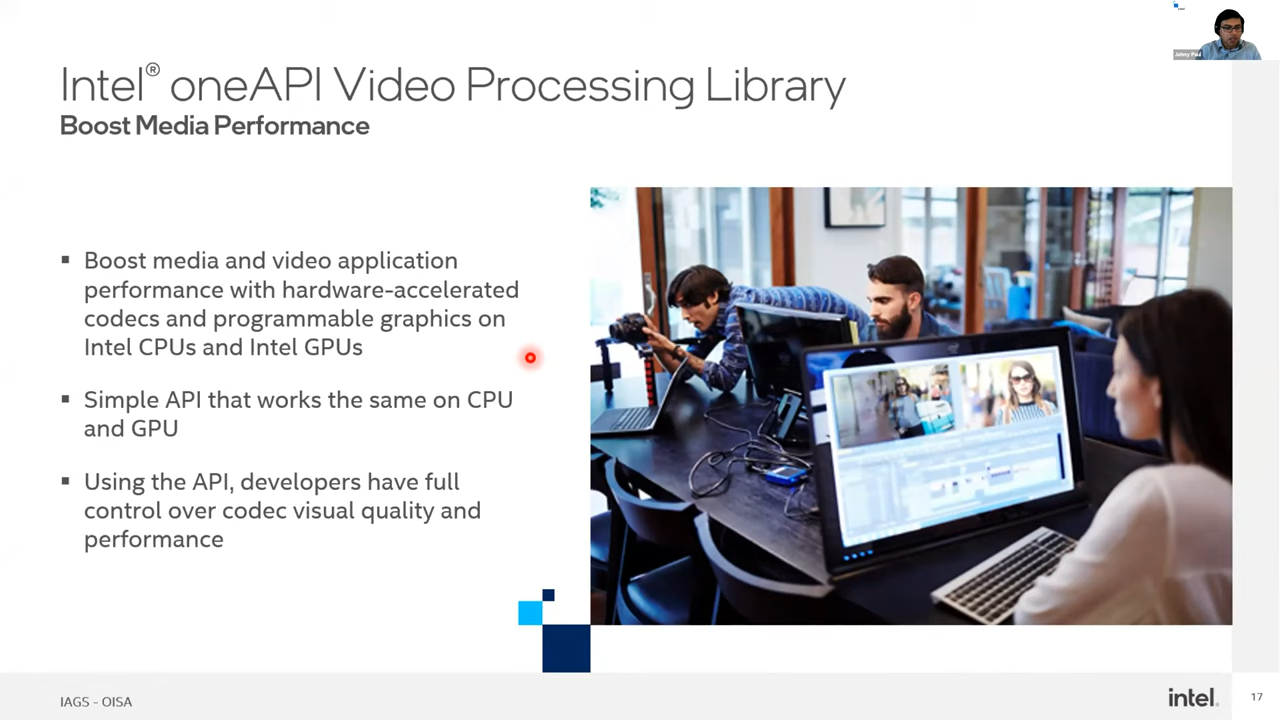 Johny Paul
Intel® oneAPI Video Processing Library
Boost Media Performance
▪ Boost media and video application
performance with hardware-accelerated
codecs and programmable graphics on
Intel CPUs and Intel GPUs
▪ Simple API that works the same on CPU
and GPU
▪ Using the API, developers have full
control over codec visual quality and
performance
IAGS - OISA
intel.
17